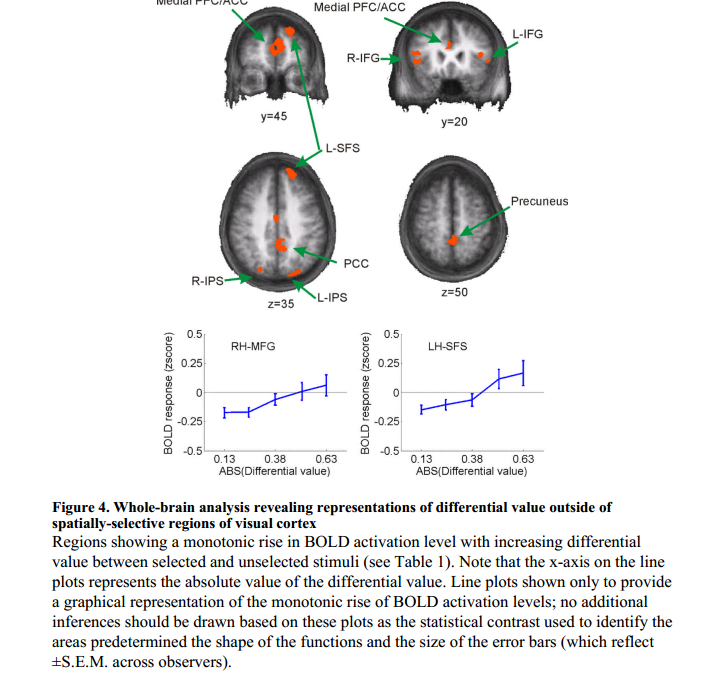 Medial PFC/ACC
Medial PFC/ACC
L-IFG
R-IFG
y=45
y=20
L-SFS
Precuneus
PCC
R-IPS
L-IPS
z=35
z=50
0.5
RH-MFG
0.25
0
-0.25
-0.5
BOLD response (zscore)
0.13 0.38 0.63
ABS(Differential value)
0.5
LH-SFS
0.25
0
-0.25
-0.5
BOLD response (zscore)
0.13 0.38 0.63
ABS(Differential value)
Figure 4. Whole-brain analysis revealing representations of differential value outside of
spatially-selective regions of visual cortex
Regions showing a monotonic rise in BOLD activation level with increasing differential
value between selected and unselected stimuli (see Table 1). Note that the x-axis on the line
plots represents the absolute value of the differential value. Line plots shown only to provide
a graphical representation of the monotonic rise of BOLD activation levels; no additional
inferences should be drawn based on these plots as the statistical contrast used to identify the
areas predetermined the shape of the functions and the size of the error bars (which reflect
±S.E.M. across observers).